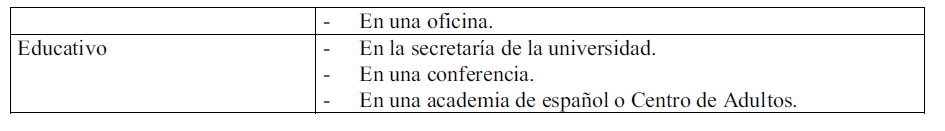 - En una oficina.
Educativo - En la secretaría de la universidad.
- En una conferencia.
- En una academia de español o Centro de Adultos.